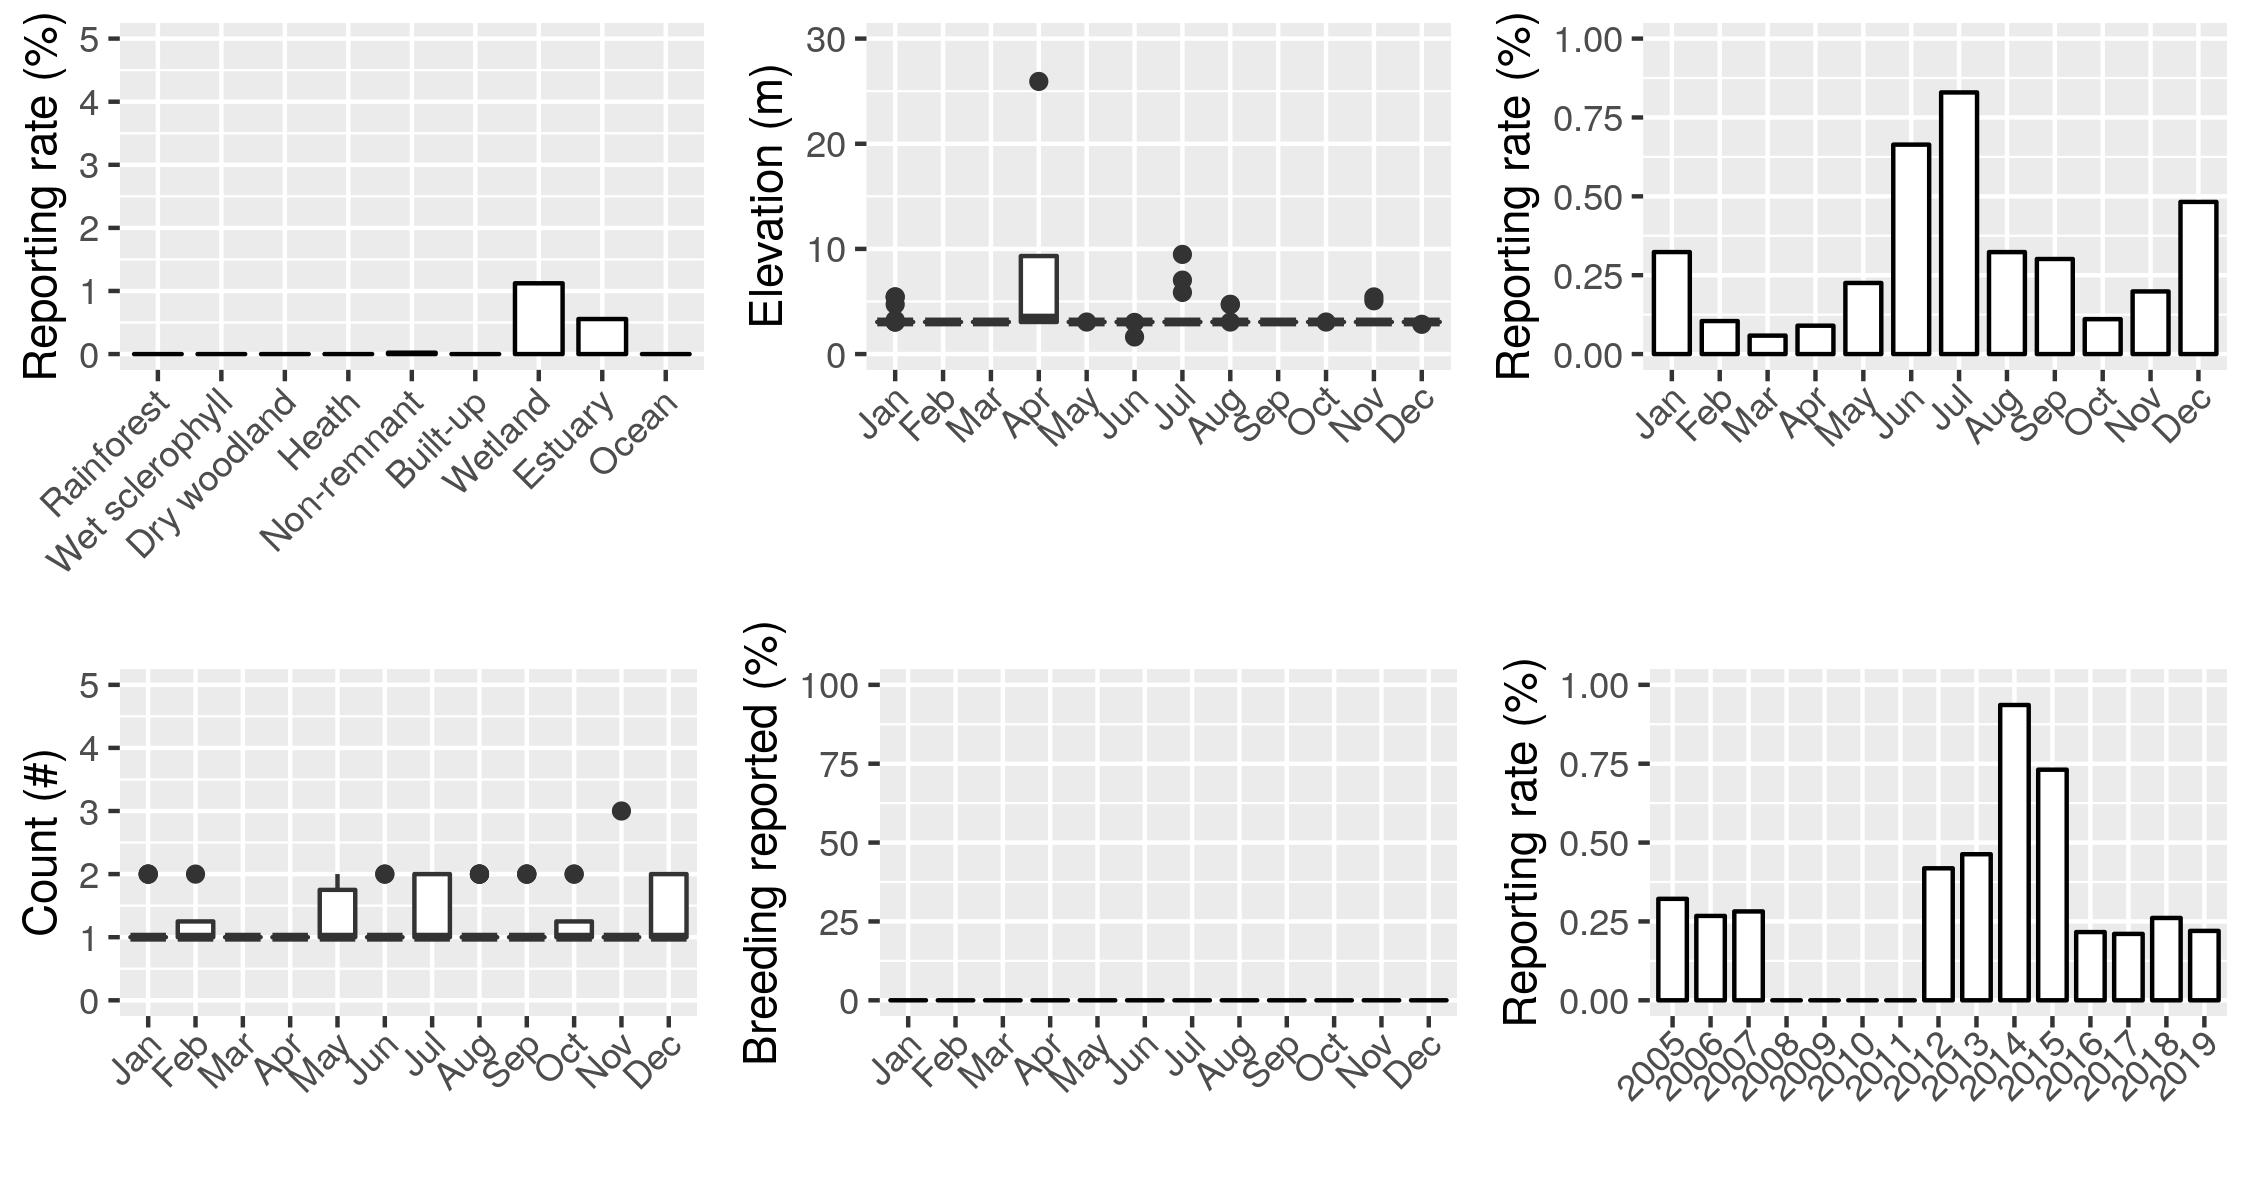 Reporting rate (%)
5
4
3
2
1
0
Rainforest
Wet sclerophyll
Dry woodland
Heath
Non-remnant
Built-up
Wetland
Estuary
Ocean
Elevation (m)
30
20
10
0
Jan
Feb
Mar
Apr
May
Jun
Jul
Aug
Sep
Oct
Nov
Dec
Reporting rate (%)
1.00
0.75
0.50
0.25
0.00
Jan
Feb
Mar
Apr
May
Jun
Jul
Aug
Sep
Oct
Nov
Dec
Count (#)
5
4
3
2
1
0
Jan
Feb
Mar
Apr
May
Jun
Jul
Aug
Sep
Oct
Nov
Dec
Breeding reported (%)
100
75
50
25
0
Jan
Feb
Mar
Apr
May
Jun
Jul
Aug
Sep
Oct
Nov
Dec
Reporting rate (%)
1.00
0.75
0.50
0.25
0.00
2005
2006
2007
2008
2009
2010
2011
2012
2013
2014
2015
2016
2017
2018
2019